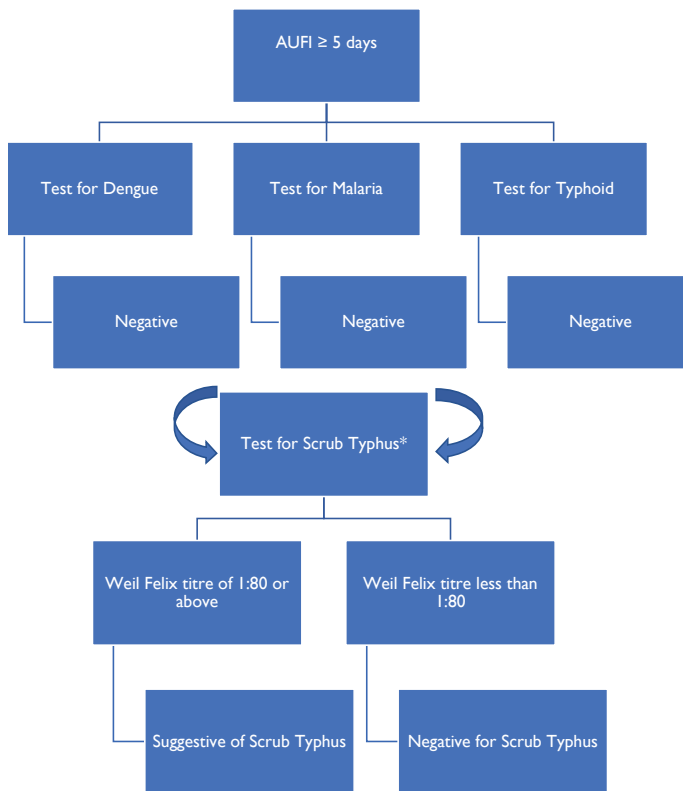 AUFI ≥ 5 days
Test for Dengue
Test for Malaria
Test for Typhoid
Negative
Negative
Negative
Test for Scrub Typhus*
Weil Felix titre of 1:80 or
above
Weil Felix titre less than
1:80
Suggestive of Scrub Typhus
Negative for Scrub Typhus